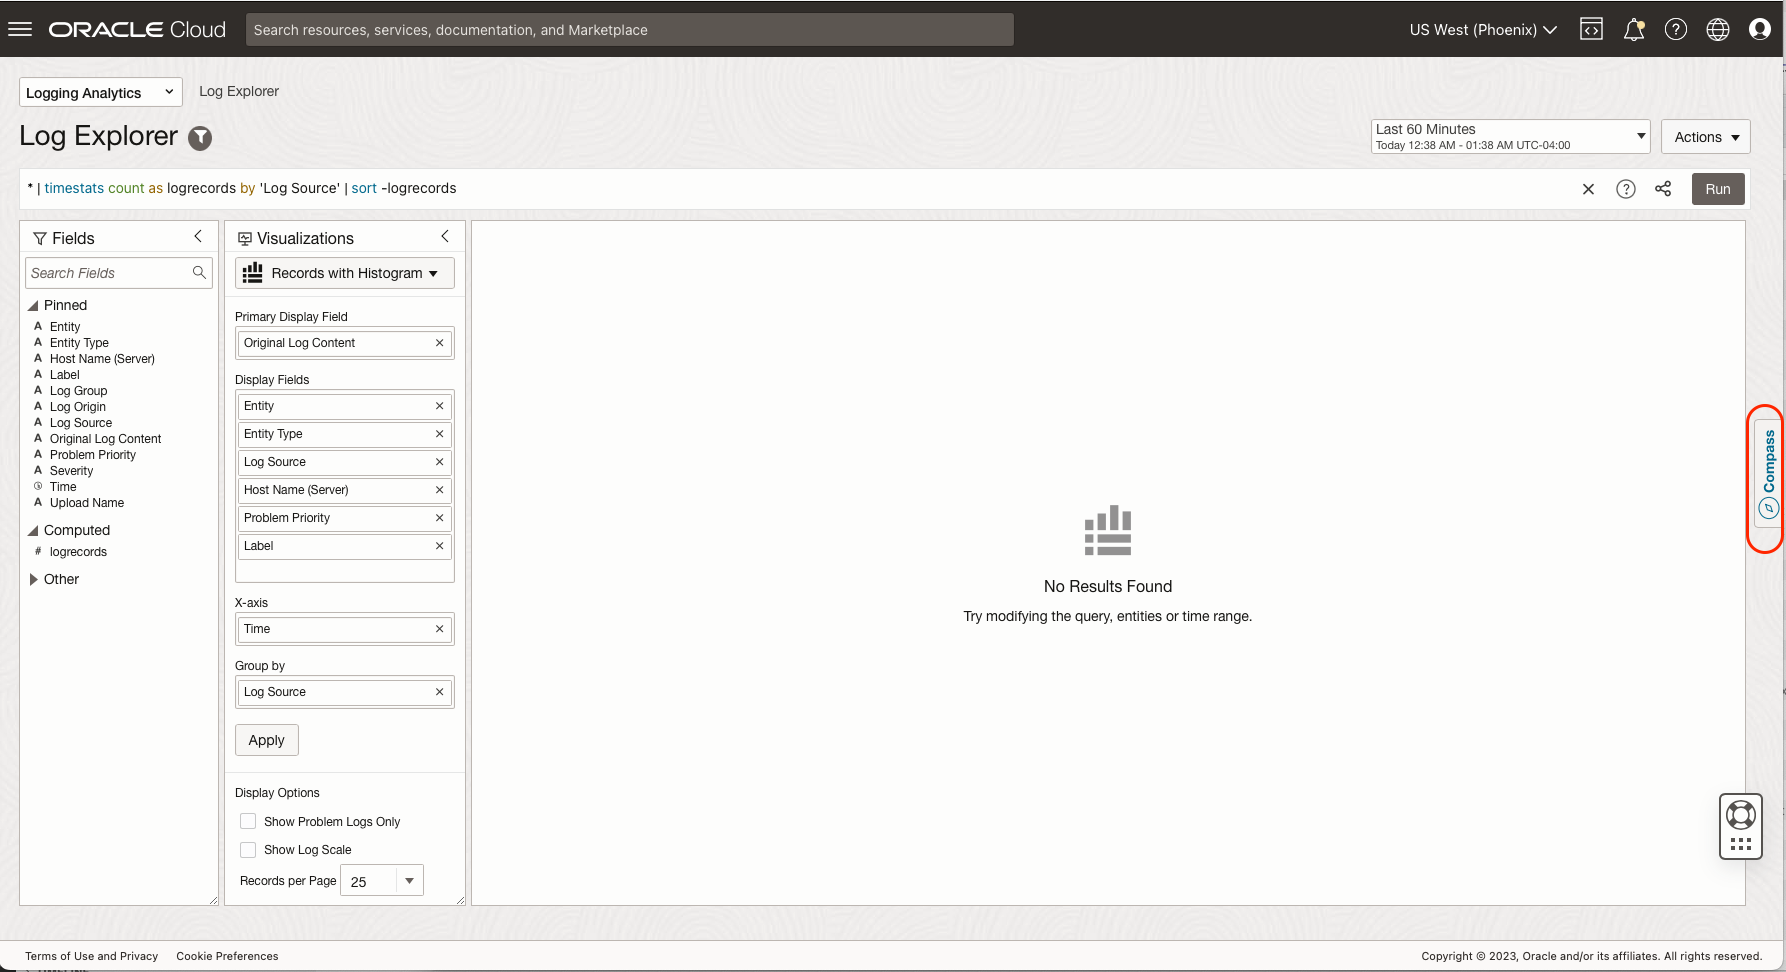 ORACLE Cloud
Search resources, services, documentation, and Marketplace
US West (Phoenix)
Logging Analytics
Log Explorer
Log Explorer
Last 60 Minutes
Today 12:38 AM - 01:38 AM UTC-04:00
Actions
* | timestats count as logrecords by 'Log Source' | sort -logrecords
Run
Fields
Search Fields
Pinned
A Entity
A Entity Type
A Host Name (Server)
A Label
A Log Group
A Log Origin
A Log Source
A Original Log Content
A Problem Priority
A Severity
Time
A Upload Name
Computed
# logrecords
Other
Visualizations
Records with Histogram
Primary Display Field
Original Log Content
Display Fields
Entity
Entity Type
Log Source
Host Name (Server)
Problem Priority
Label
X-axis
Time
Group by
Log Source
Apply
Display Options
Show Problem Logs Only
Show Log Scale
Records per Page 25
No Results Found
Try modifying the query, entities or time range.
Compass
Terms of Use and Privacy
Cookie Preferences
Copyright © 2023, Oracle and/or its affiliates. All rights reserved.